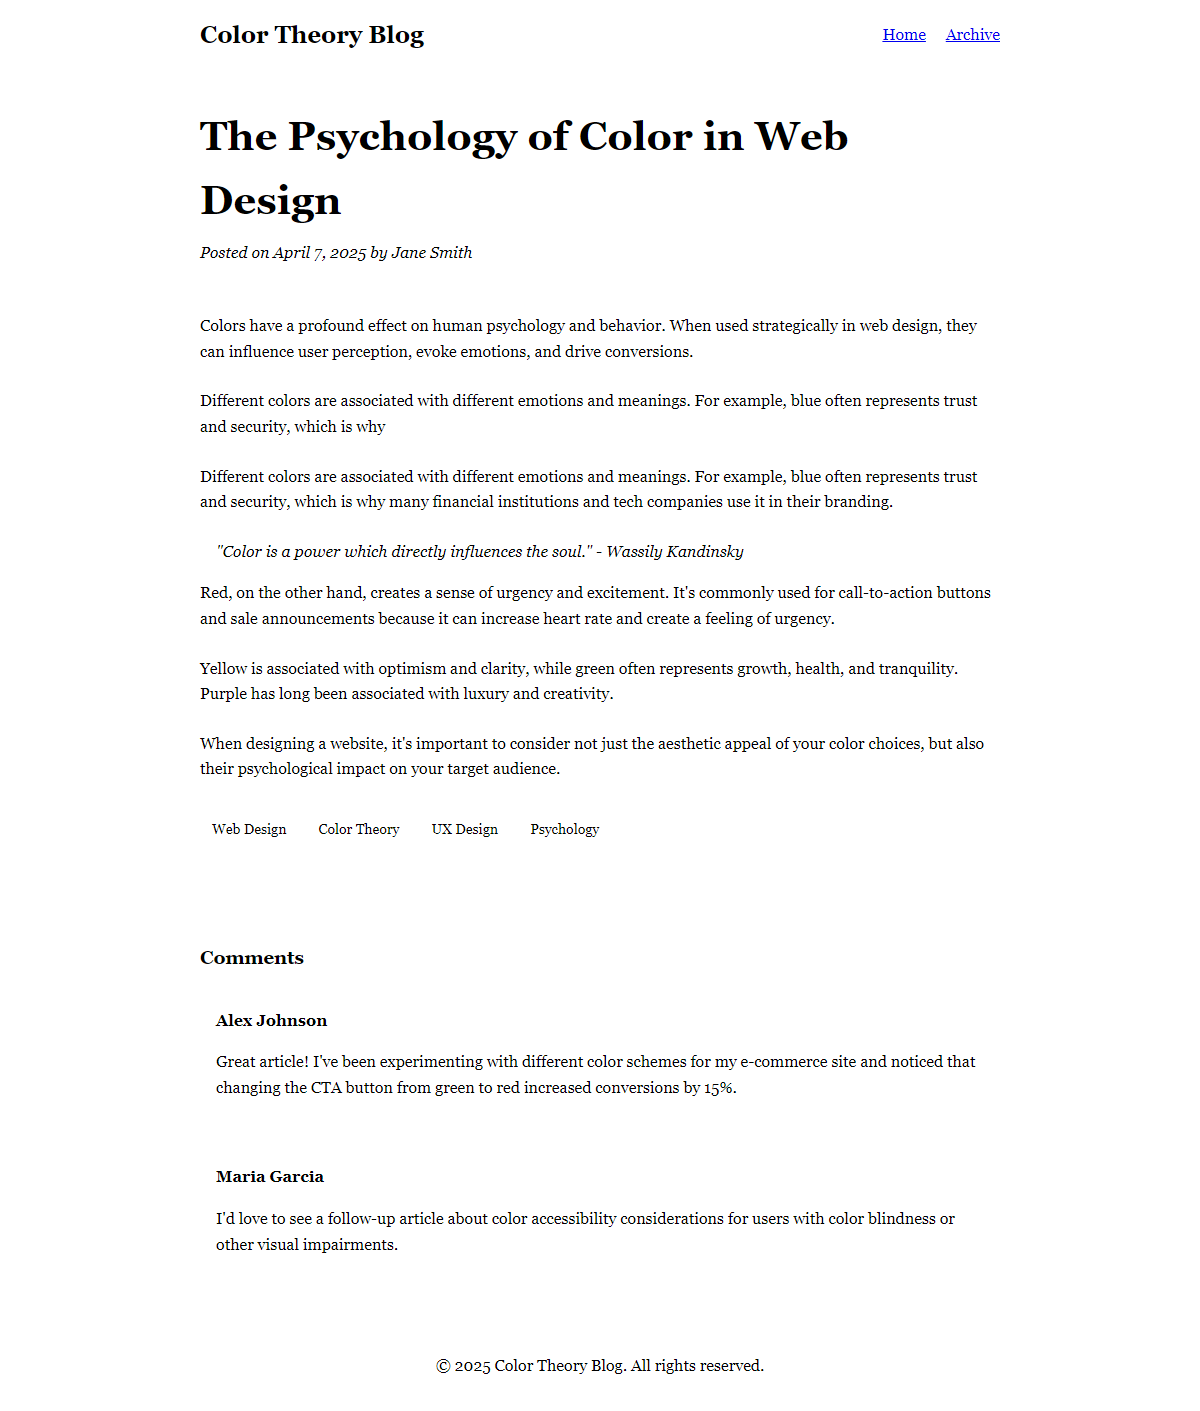 Color Theory Blog
Home Archive
The Psychology of Color in Web
Design
Posted on April 7, 2025 by Jane Smith
Colors have a profound effect on human psychology and behavior. When used strategically in web design, they
can influence user perception, evoke emotions, and drive conversions.
Different colors are associated with different emotions and meanings. For example, blue often represents trust
and security, which is why
Different colors are associated with different emotions and meanings. For example, blue often represents trust
and security, which is why many financial institutions and tech companies use it in their branding.
"Color is a power which directly influences the soul." - Wassily Kandinsky
Red, on the other hand, creates a sense of urgency and excitement. It's commonly used for call-to-action buttons
and sale announcements because it can increase heart rate and create a feeling of urgency.
Yellow is associated with optimism and clarity, while green often represents growth, health, and tranquility.
Purple has long been associated with luxury and creativity.
When designing a website, it's important to consider not just the aesthetic appeal of your color choices, but also
their psychological impact on your target audience.
Web Design Color Theory UX Design Psychology
Comments
Alex Johnson
Great article! I've been experimenting with different color schemes for my e-commerce site and noticed that
changing the CTA button from green to red increased conversions by 15%.
Maria Garcia
I'd love to see a follow-up article about color accessibility considerations for users with color blindness or
other visual impairments.
© 2025 Color Theory Blog. All rights reserved.